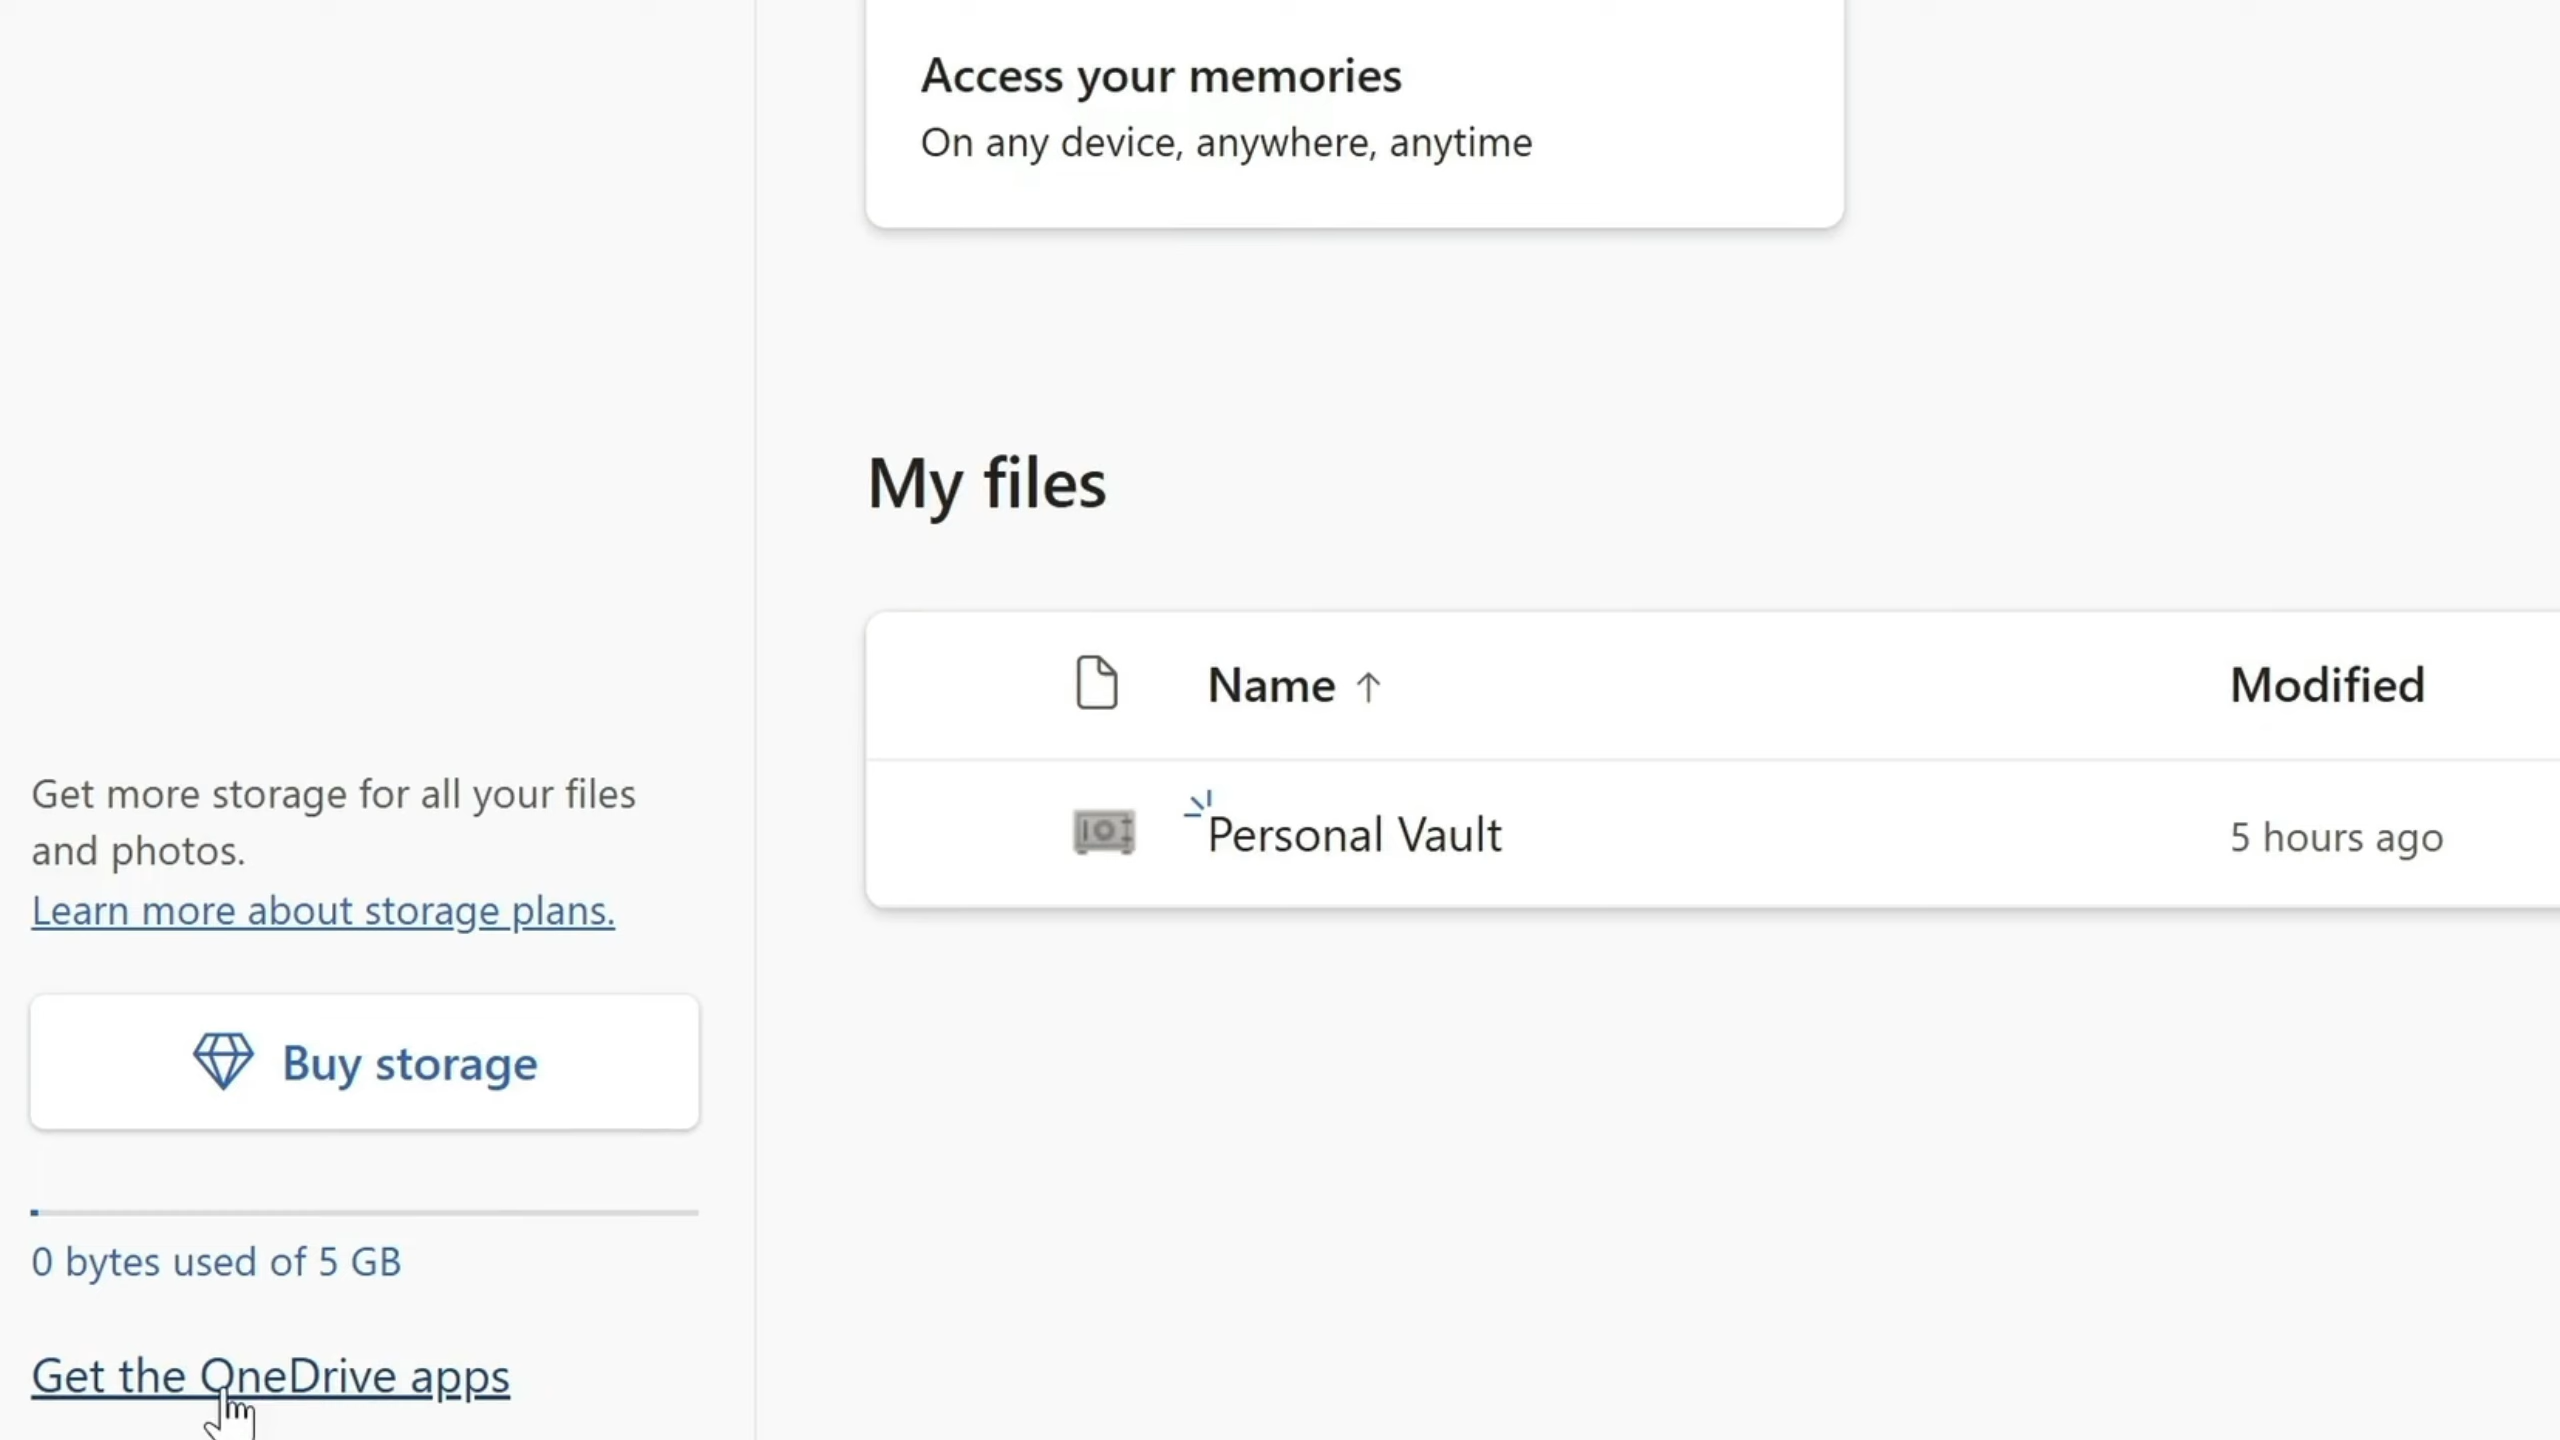 Access your memories
On any device, anywhere, anytime
My files
Name
Modified
Personal Vault
5 hours ago
Get more storage for all your files
and photos.
Learn more about storage plans.
Buy storage
0 bytes used of 5 GB
Get the OneDrive apps